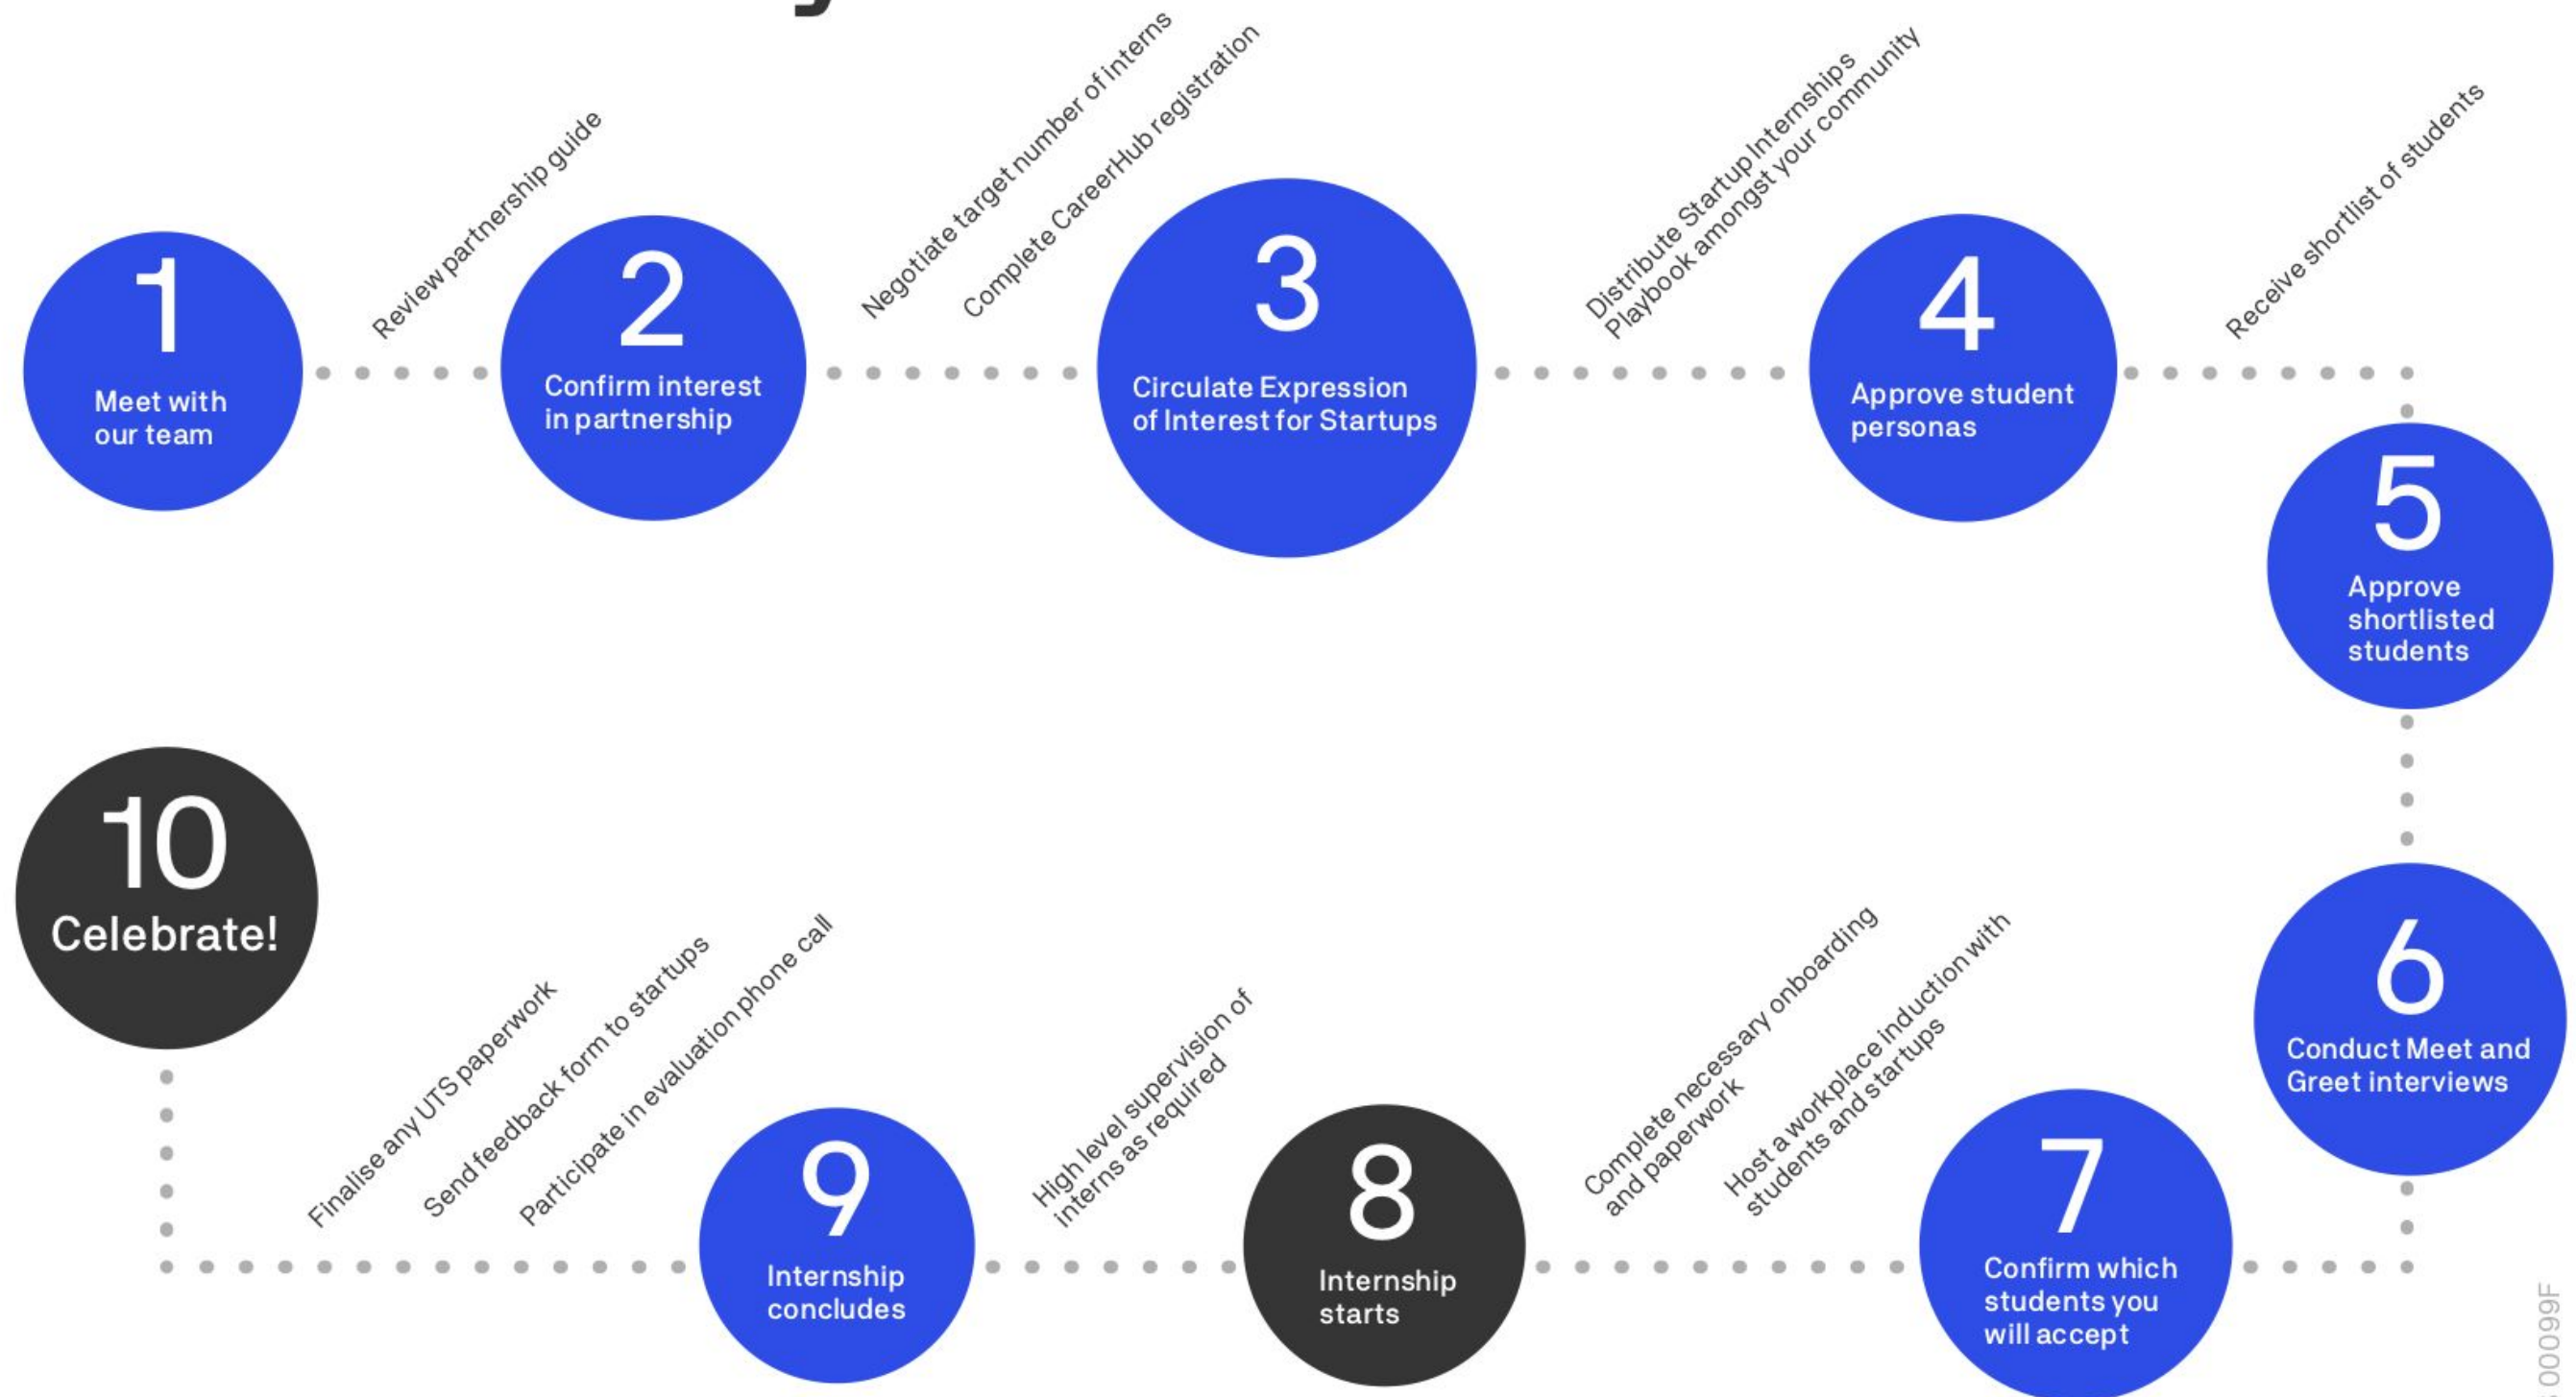 1
Meet with
our team
Review partnership guide
2
Confirm interest
in partnership
Negotiate target number of interns
Complete CareerHub registration
3
Circulate Expression
of Interest for Startups
Distribute Startup Internships
Playbook amongst your community
4
Approve student
personas
Receive shortlist of students
5
Approve
shortlisted
students
6
Conduct Meet and
Greet interviews
7
Confirm which
students you
will accept
Complete necessary onboarding
and paperwork
Host a workplace induction with
students and startups
8
Internship
starts
High level supervision of
interns as required
9
Internship
concludes
Finalise any UTS paperwork
Send feedback form to startups
Participate in evaluation phone call
10
Celebrate!
00099F